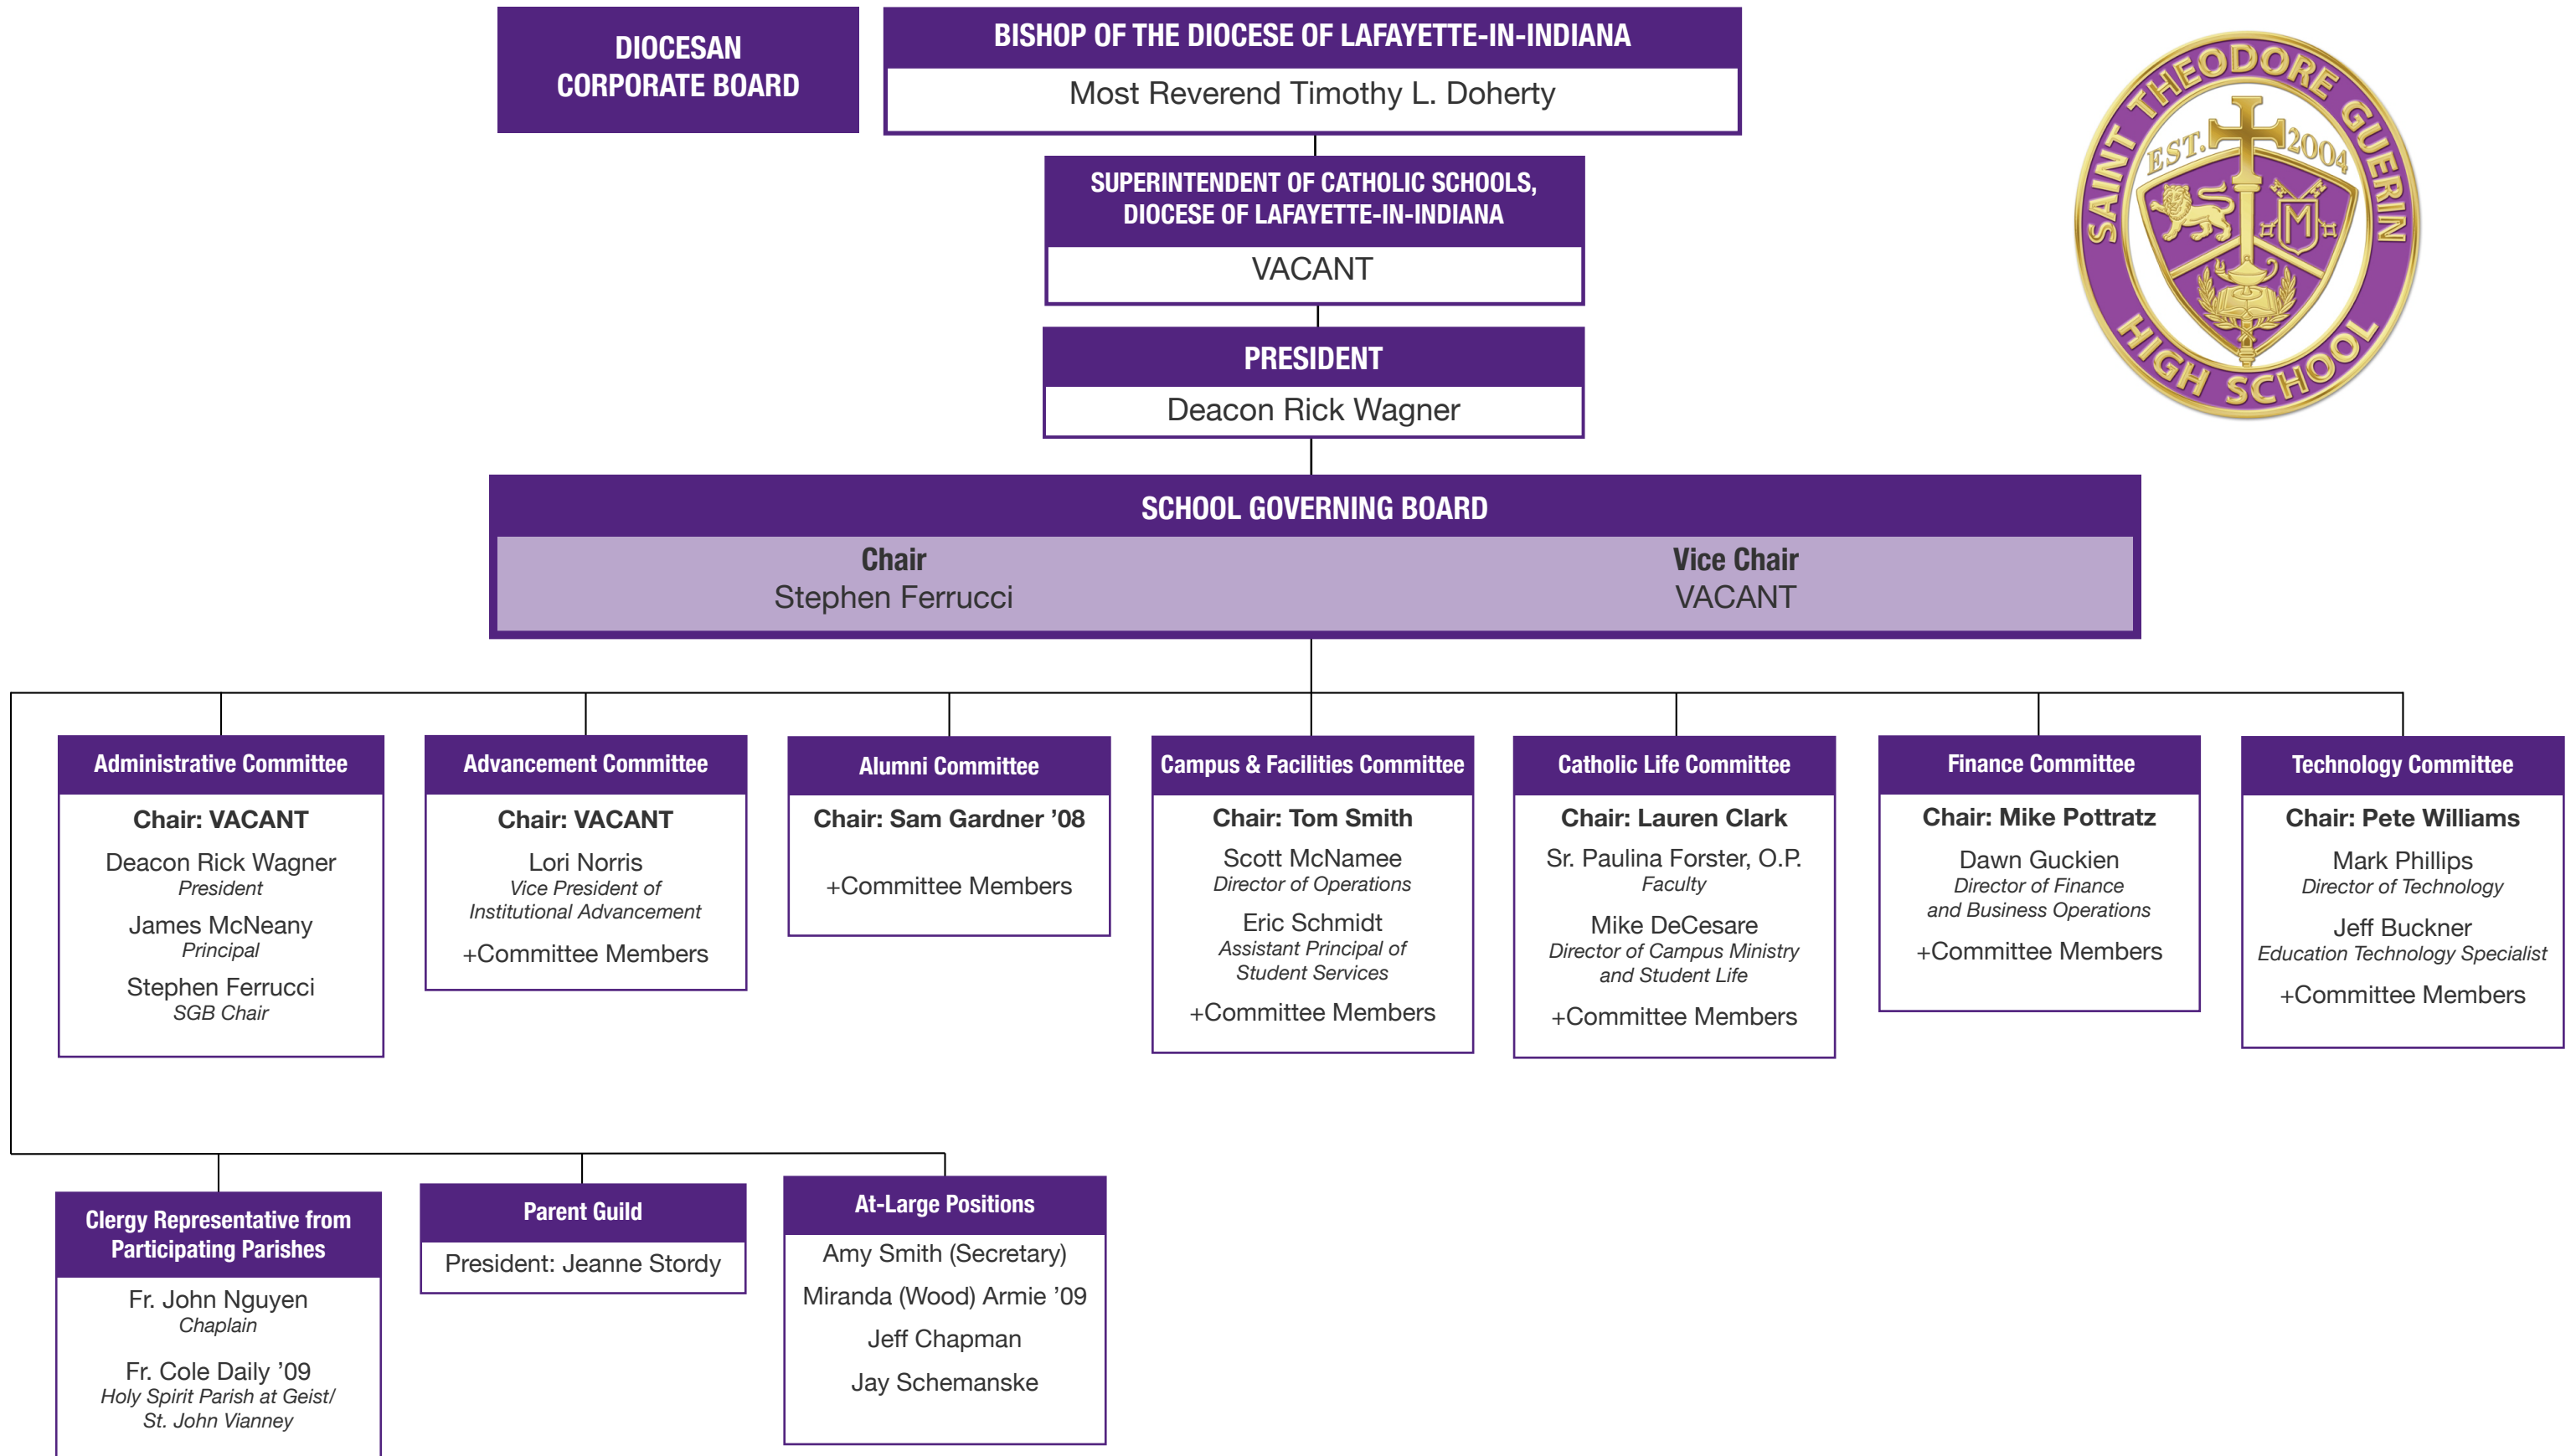 DIOCESAN
CORPORATE BOARD
BISHOP OF THE DIOCESE OF LAFAYETTE-IN-INDIANA
Most Reverend Timothy L. Doherty
SAINT THEODORE GUERIN
HIGH SCHOOL
EST. 2004
M
SUPERINTENDENT OF CATHOLIC SCHOOLS,
DIOCESE OF LAFAYETTE-IN-INDIANA
VACANT
PRESIDENT
Deacon Rick Wagner
SCHOOL GOVERNING BOARD
Chair
Stephen Ferrucci
Vice Chair
VACANT
Administrative Committee
Chair: VACANT
Deacon Rick Wagner
President
James McNeany
Principal
Stephen Ferrucci
SGB Chair
Advancement Committee
Chair: VACANT
Lori Norris
Vice President of
Institutional Advancement
+Committee Members
Alumni Committee
Chair: Sam Gardner ’08
+Committee Members
Campus & Facilities Committee
Chair: Tom Smith
Scott McNamee
Director of Operations
Eric Schmidt
Assistant Principal of
Student Services
+Committee Members
Catholic Life Committee
Chair: Lauren Clark
Sr. Paulina Forster, O.P.
Faculty
Mike DeCesare
Director of Campus Ministry
and Student Life
+Committee Members
Finance Committee
Chair: Mike Pottratz
Dawn Guckien
Director of Finance
and Business Operations
+Committee Members
Technology Committee
Chair: Pete Williams
Mark Phillips
Director of Technology
Jeff Buckner
Education Technology Specialist
+Committee Members
Clergy Representative from
Participating Parishes
Fr. John Nguyen
Chaplain
Fr. Cole Daily ’09
Holy Spirit Parish at Geist/
St. John Vianney
Parent Guild
President: Jeanne Stordy
At-Large Positions
Amy Smith (Secretary)
Miranda (Wood) Armie ’09
Jeff Chapman
Jay Schemanske